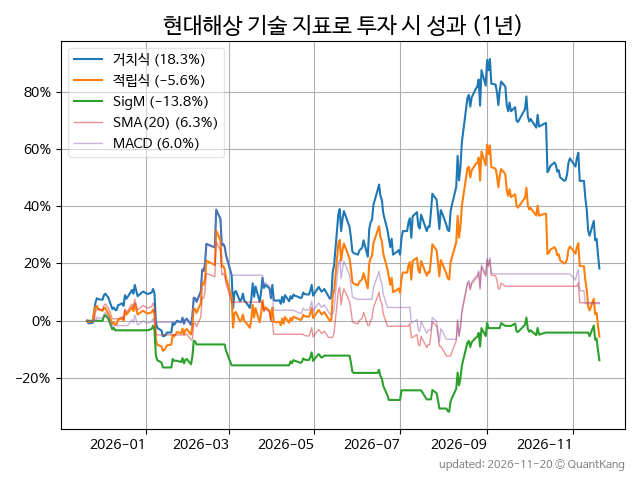 현대해상 기술 지표로 투자 시 성과 (1년)
거치식 (18.3%)
적립식 (−5.6%)
SigM (−13.8%)
SMA(20) (6.3%)
MACD (6.0%)
80%
60%
40%
20%
0%
−20%
2026-01
2026-03
2026-05
2026-07
2026-09
2026-11
updated: 2026-11-20 © QuantKang